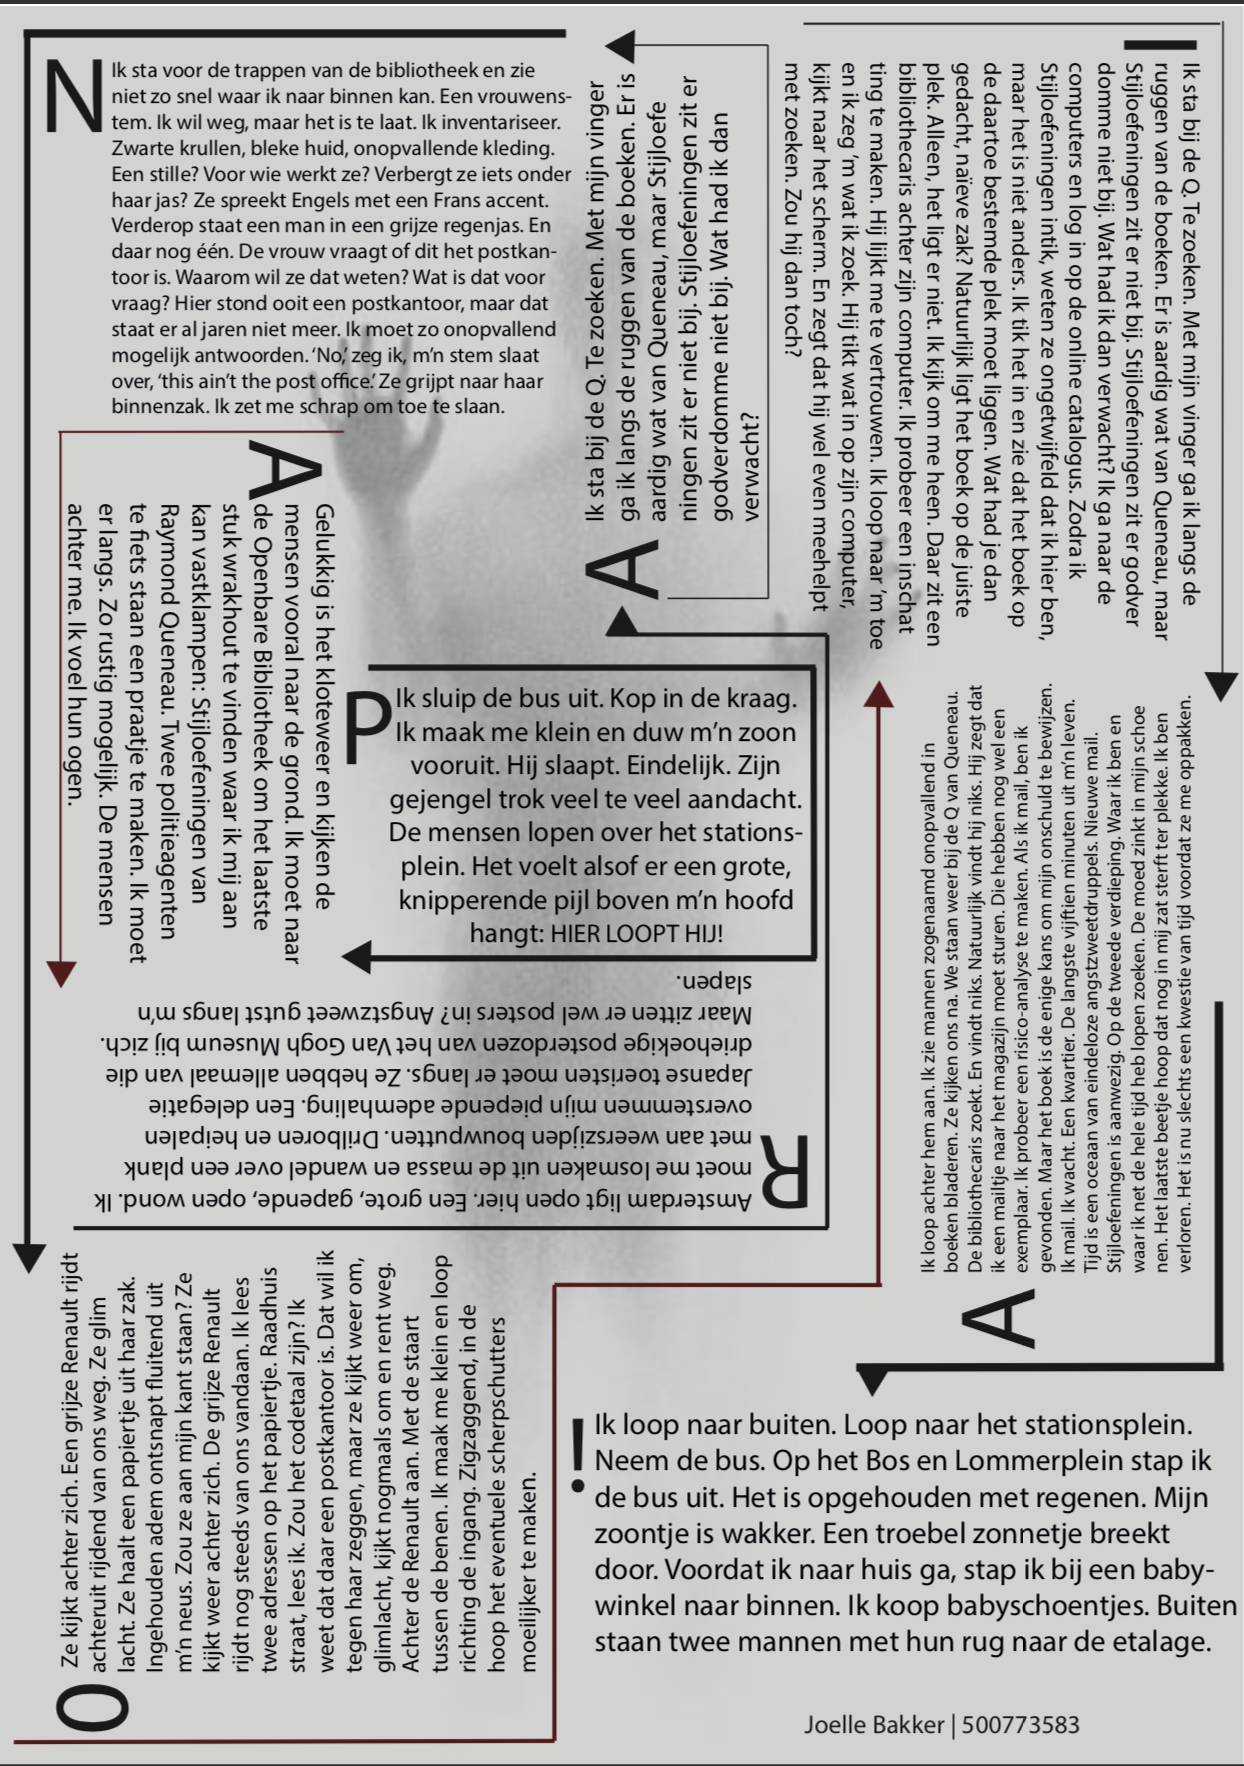 P
Ik sluip de bus uit. Kop in de kraag.
Ik maak me klein en duw m’n zoon
vooruit. Hij slaapt. Eindelijk. Zijn
gejengel trok veel te veel aandacht.
De mensen lopen over het stations-
plein. Het voelt alsof er een grote,
knipperende pijl boven m’n hoofd
hangt: HIER LOOPT HIJ!
A
Gelukkig is het kloteweer en kijken de
mensen vooral naar de grond. Ik moet naar
de Openbare Bibliotheek om het laatste
stuk wrakhout te vinden waar ik mij aan
kan vastklampen: Stijloefeningen van
Raymond Queneau. Twee politieagenten
te fiets staan een praatje te maken. Ik moet
er langs. Zo rustig mogelijk. De mensen
achter me. Ik voel hun ogen.
R
Amsterdam ligt open hier. Een grote, gapende, open wond. Ik
moet me losmaken uit de massa en wandel over een plank
met aan weerszijden bouwputten. Drilboren en heipalen
overstemmen mijn piepende ademhaling. Een delegatie
Japanse toeristen moet er langs. Ze hebben allemaal van die
driehoekige posterdozen van het Van Gogh Museum bij zich.
Maar zitten er wel posters in? Angstzweet gutst langs m’n
slapen.
A
Ik sta bij de Q. Te zoeken. Met mijn vinger
ga ik langs de ruggen van de boeken. Er is
aardig wat van Queneau, maar Stijloefe
ningen zit er niet bij. Stijloefeningen zit er
godverdomme niet bij. Wat had ik dan
verwacht?
N
Ik sta voor de trappen van de bibliotheek en zie
niet zo snel waar ik naar binnen kan. Een vrouwens-
tem. Ik wil weg, maar het is te laat. Ik inventariseer.
Zwarte krullen, bleke huid, onopvallende kleding.
Een stille? Voor wie werkt ze? Verbergt ze iets onder
haar jas? Ze spreekt Engels met een Frans accent.
Verderop staat een man in een grijze regenjas. En
daar nog één. De vrouw vraagt of dit het postkan-
toor is. Waarom wil ze dat weten? Wat is dat voor
vraag? Hier stond ooit een postkantoor, maar dat
staat er al jaren niet meer. Ik moet zo onopvallend
mogelijk antwoorden. ‘No,’ zeg ik, m’n stem slaat
over, ‘this ain’t the post office.’ Ze grijpt naar haar
binnenzak. Ik zet me schrap om toe te slaan.
O
Ze kijkt achter zich. Een grijze Renault rijdt
achteruit rijdend van ons weg. Ze glim
lacht. Ze haalt een papiertje uit haar zak.
Ingehouden adem ontsnapt fluitend uit
m’n neus. Zou ze aan mijn kant staan? Ze
kijkt weer achter zich. De grijze Renault
rijdt nog steeds van ons vandaan. Ik lees
twee adressen op het papiertje. Raadhuis
straat, lees ik. Zou het codetaal zijn? Ik
weet dat daar een postkantoor is. Dat wil ik
tegen haar zeggen, maar ze kijkt weer om,
glimlacht, kijkt nogmaals om en rent weg.
Achter de Renault aan. Met de staart
tussen de benen. Ik maak me klein en loop
richting de ingang. Zigzaggend, in de
hoop het eventuele scherpschutters
moeilijker te maken.
I
Ik sta bij de Q. Te zoeken. Met mijn vinger ga ik langs de
ruggen van de boeken. Er is aardig wat van Queneau, maar
Stijloefeningen zit er niet bij. Stijloefeningen zit er godver
domme niet bij. Wat had ik dan verwacht? Ik ga naar de
computers en log in op de online catalogus. Zodra ik
Stijloefeningen intik, weten ze ongetwijfeld dat ik hier ben,
maar het is niet anders. Ik tik het in en zie dat het boek op
de daartoe bestemde plek moet liggen. Wat had je dan
gedacht, naïeve zak? Natuurlijk ligt het boek op de juiste
plek. Alleen, het ligt er niet. Ik kijk om me heen. Daar zit een
bibliothecaris achter zijn computer. Ik probeer een inschat
ting te maken. Hij lijkt me te vertrouwen. Ik loop naar ’m toe
en ik zeg ’m wat ik zoek. Hij tikt wat in op zijn computer,
kijkt naar het scherm. En zegt dat hij wel even meehelpt
met zoeken. Zou hij dan toch?
A
Ik loop achter hem aan. Ik zie mannen zogenaamd onopvallend in
boeken bladeren. Ze kijken ons na. We staan weer bij de Q van Queneau.
De bibliothecaris zoekt. En vindt niks. Natuurlijk vindt hij niks. Hij zegt dat
ik een mailtje naar het magazijn moet sturen. Die hebben nog wel een
exemplaar. Ik probeer een risico-analyse te maken. Als ik mail, ben ik
gevonden. Maar het boek is de enige kans om mijn onschuld te bewijzen.
Ik mail. Ik wacht. Een kwartier. De langste vijftien minuten uit m’n leven.
Tijd is een oceaan van eindeloze angstzweetdruppels. Nieuwe mail.
Stijloefeningen is aanwezig. Op de tweede verdieping. Waar ik ben en
waar ik net de hele tijd heb lopen zoeken. De moed zinkt in mijn schoe
nen. Het laatste beetje hoop dat nog in mij zat sterft ter plekke. Ik ben
verloren. Het is nu slechts een kwestie van tijd voordat ze me oppakken.
!
Ik loop naar buiten. Loop naar het stationsplein.
Neem de bus. Op het Bos en Lommerplein stap ik
de bus uit. Het is opgehouden met regenen. Mijn
zoontje is wakker. Een troebel zonnetje breekt
door. Voordat ik naar huis ga, stap ik bij een baby-
winkel naar binnen. Ik koop babyschoentjes. Buiten
staan twee mannen met hun rug naar de etalage.
Joelle Bakker | 500773583